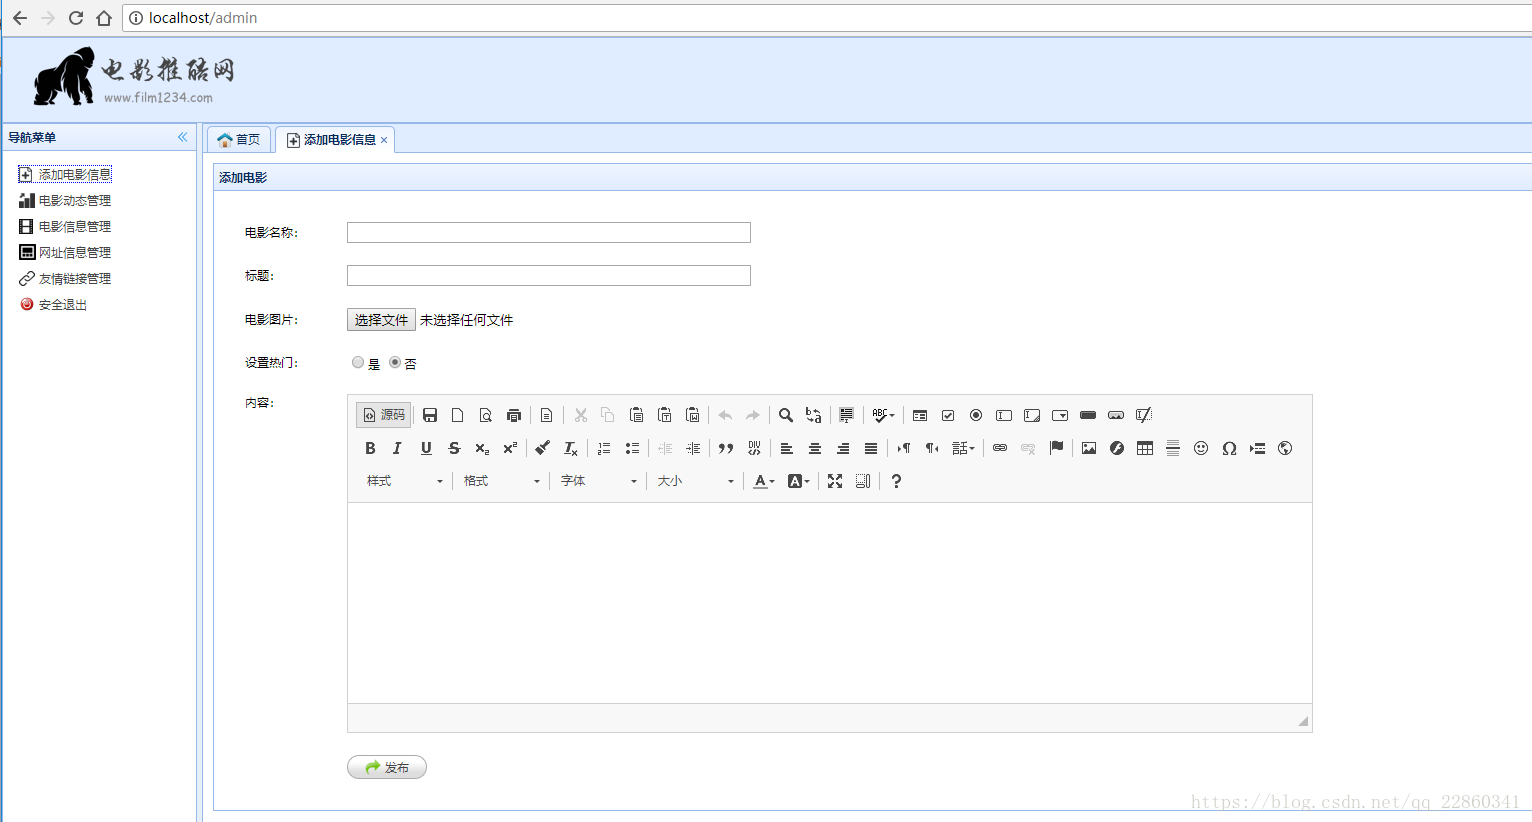 localhost/admin
电影推酷网
www.film1234.com
导航菜单
首页
添加电影信息
添加电影信息
电影动态管理
电影信息管理
网址信息管理
友情链接管理
安全退出
添加电影
电影名称：
标题：
电影图片：
选择文件 未选择任何文件
设置热门：
是 否
内容：
源码
样式 格式 字体 大小
发布
https://blog.csdn.net/qq_22860341